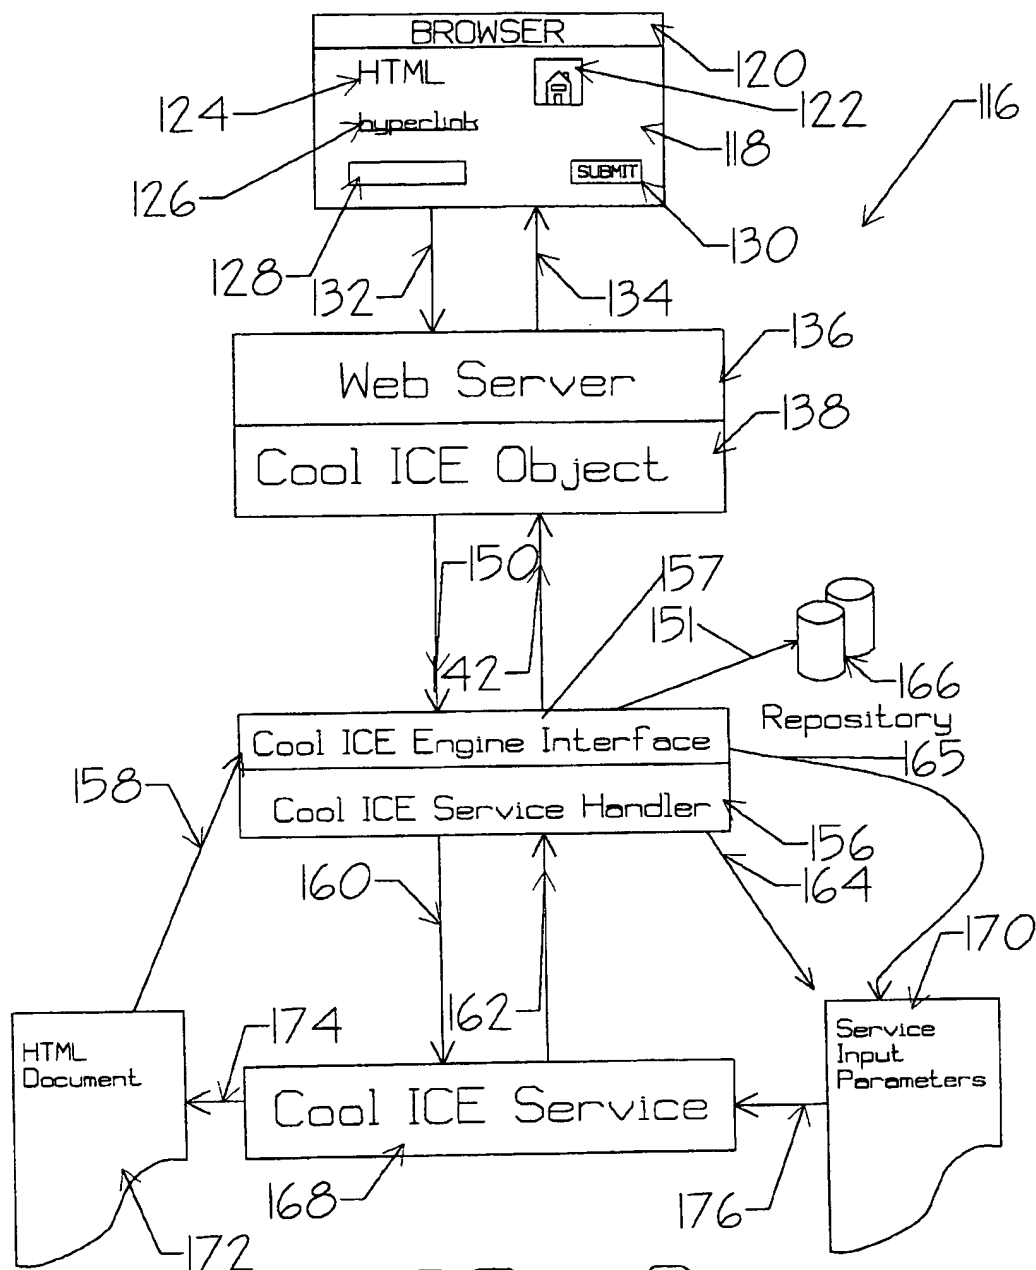 BROWSER
120
HTML
124
122
116
hyperlink
118
126
SUBMIT
130
128
132
134
136
Web Server
138
Cool ICE Object
150
157
151
42
166
Repository
Cool ICE Engine Interface
165
158
Cool ICE Service Handler
156
160
164
170
162
174
HTML
Document
Service
Input
Parameters
Cool ICE Service
168
176
172